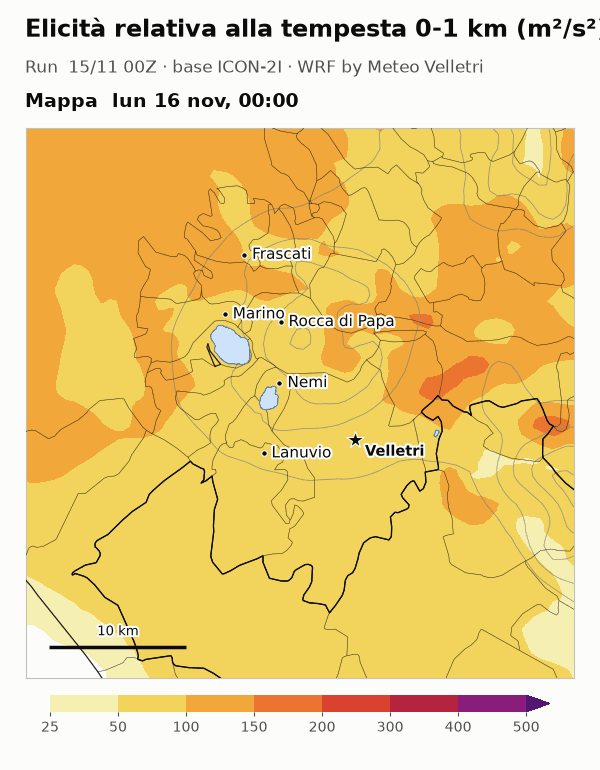 Elicità relativa alla tempesta 0-1 km (m²/s²)
Run 15/11 00Z · base ICON-2I · WRF by Meteo Velletri
Mappa lun 16 nov, 00:00
Frascati
Marino
Rocca di Papa
Nemi
Velletri
Lanuvio
10 km
25 50 100 150 200 300 400 500